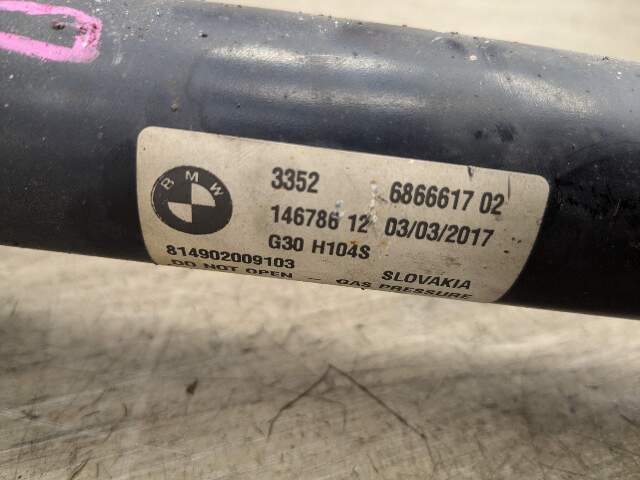 BMW
3352 6866617 02
146786 12 03/03/2017
G30 H104S
814902009103 SLOVAKIA
DO NOT OPEN — GAS PRESSURE